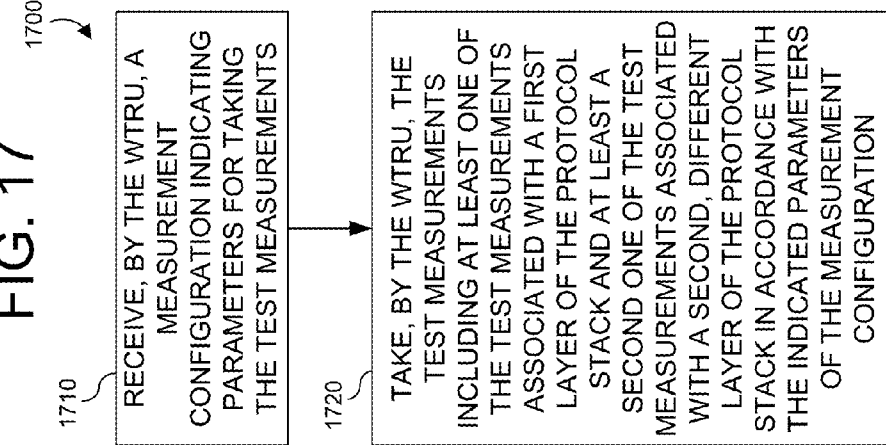 FIG. 17
1700
1710
RECEIVE, BY THE WTRU, A
MEASUREMENT
CONFIGURATION INDICATING
PARAMETERS FOR TAKING
THE TEST MEASUREMENTS
1720
TAKE, BY THE WTRU, THE
TEST MEASUREMENTS
INCLUDING AT LEAST ONE OF
THE TEST MEASUREMENTS
ASSOCIATED WITH A FIRST
LAYER OF THE PROTOCOL
STACK AND AT LEAST A
SECOND ONE OF THE TEST
MEASUREMENTS ASSOCIATED
WITH A SECOND, DIFFERENT
LAYER OF THE PROTOCOL
STACK IN ACCORDANCE WITH
THE INDICATED PARAMETERS
OF THE MEASUREMENT
CONFIGURATION